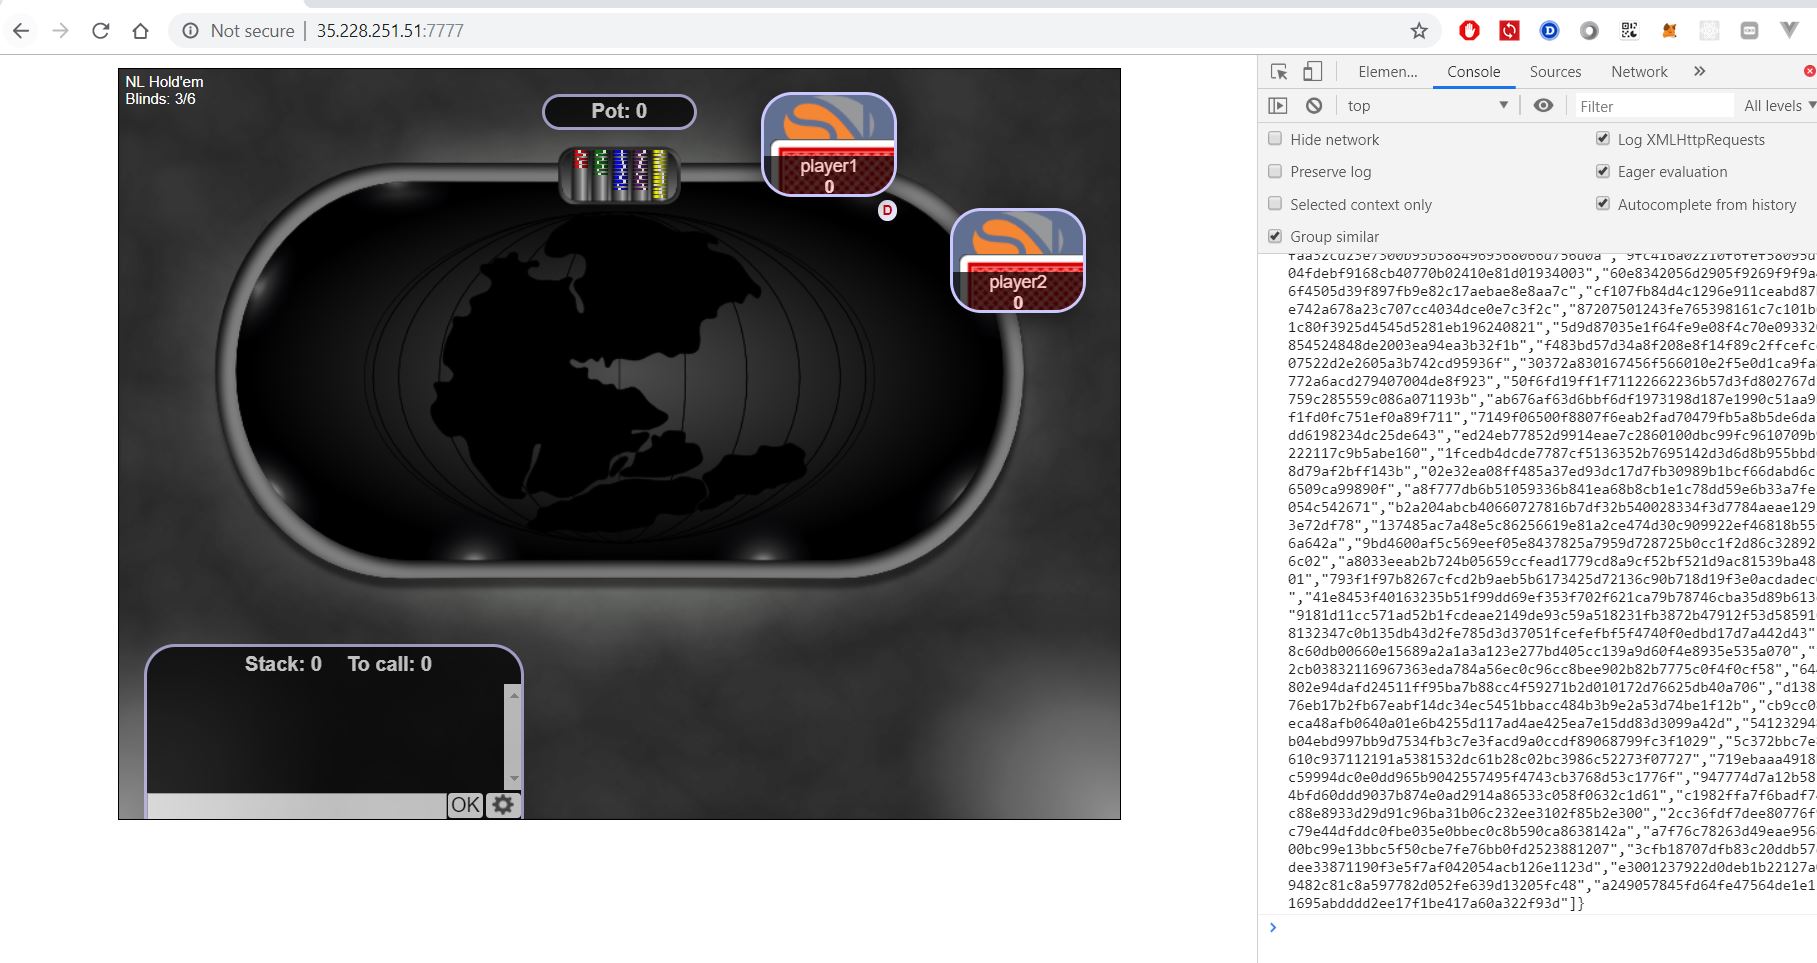 Not secure | 35.228.251.51:7777
NL Hold'em
Blinds: 3/6
Pot: 0
player1
0
D
player2
0
Stack: 0 To call: 0
OK
Elemen... Console Sources Network »
top Filter All levels
Hide network Log XMLHttpRequests
Preserve log Eager evaluation
Selected context only Autocomplete from history
Group similar
04fdebf9168cb40770b02410e81d01934003","60e8342056d2905f9269f9f9a
6f4505d39f897fb9e82c17aebae8e8aa7c","cf107fb84d4c1296e911ceabd87
e742a678a23c707cc4034dce0e7c3f2c","87207501243fe765398161c7c101b
1c80f3925d4545d5281eb196240821","5d9d87035e1f64fe9e08f4c70e09332
854524848de2003ea94ea3b32f1b","f483bd57d34a8f208e8f14f89c2ffcefc
07522d2e2605a3b742cd95936f","30372a830167456f566010e2f5e0d1ca9fa
772a6acd279407004de8f923","50f6fd19ff1f71122662236b57d3fd802767d
759c285559c086a071193b","ab676af63d6bbf6df1973198d187e1990c51aa9
f1fd0fc751ef0a89f711","7149f06500f8807f6eab2fad70479fb5a8b5de6da
dd6198234dc25de643","ed24eb77852d9914eae7c2860100dbc99fc9610709b
222117c9b5abe160","1fcedb4dcde7787cf5136352b7695142d3d6d8b955bbd
8d79af2bff143b","02e32ea08ff485a37ed93dc17d7fb30989b1bcf66dabd6c
6509ca99890f","a8f777db6b51059336b841ea68b8cb1e1c78dd59e6b33a7fe
054c542671","b2a204abcb40660727816b7df32b540028334f3d7784aeae129
3e72df78","137485ac7a48e5c86256619e81a2ce474d30c909922ef46818b55
6a642a","9bd4600af5c569eef05e8437825a7959d728725b0cc1f2d86c32892
6c02","a8033eeab2b724b05659ccfead1779cd8a9cf52bf521d9ac81539ba48
01","793f1f97b8267cfcd2b9aeb5b6173425d72136c90b718d19f3e0acdadec
","41e8453f40163235b51f99dd69ef353f702f621ca79b78746cba35d89b613
"9181d11cc571ad52b1fcdeae2149de93c59a518231fb3872b47912f53d58591
8132347c0b135db43d2fe785d3d37051fcefefbf5f4740f0edbd17d7a442d43"
8c60db00660e15689a2a1a3a123e277bd405cc139a9d60f4e8935e535a070","
2cb03832116967363eda784a56ec0c96cc8bee902b82b7775c0f4f0cf58","64
802e94dafd24511ff95ba7b88cc4f59271b2d010172d76625db40a706","d138
76eb17b2fb67eabf14dc34ec5451bbacc484b3b9e2a53d74be1f12b","cb9cc0
eca48afb0640a01e6b4255d117ad4ae425ea7e15dd83d3099a42d","54123294
b04ebd997bb9d7534fb3c7e3facd9a0ccdf89068799fc3f1029","5c372bbc7e
610c937112191a5381532dc61b28c02bc3986c52273f07727","719ebaaa4918
c59994dc0e0dd965b9042557495f4743cb3768d53c1776f","947774d7a12b58
4bfd60ddd9037b874e0ad2914a86533c058f0632c1d61","c1982ffa7f6badf7
c88e8933d29d91c96ba31b06c232ee3102f85b2e300","2cc36fdf7dee80776f
c79e44dfddc0fbe035e0bbec0c8b590ca8638142a","a7f76c78263d49eae956
00bc99e13bbc5f50cbe7fe76bb0fd2523881207","3cfb18707dfb83c20ddb57
dee33871190f3e5f7af042054acb126e1123d","e3001237922d0deb1b22127a
9482c81c8a597782d052fe639d13205fc48","a249057845fd64fe47564de1e1
1695abdddd2ee17f1be417a60a322f93d"]}